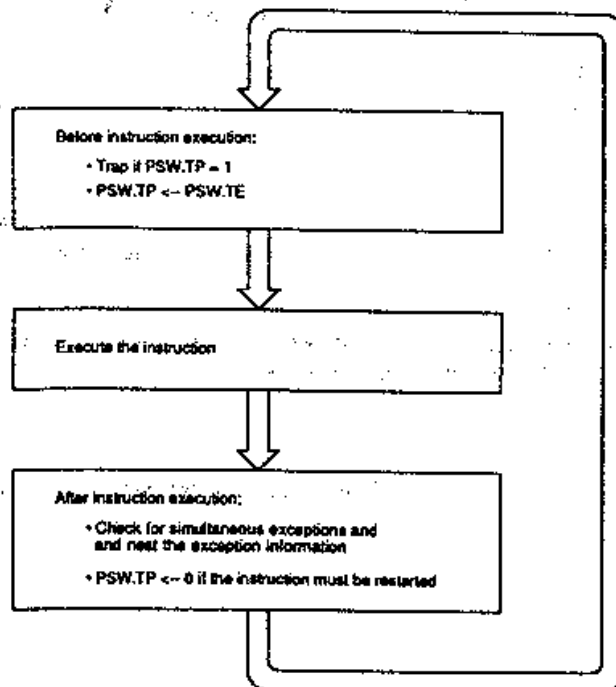 Before instruction execution:
• Trap if PSW.TP = 1
• PSW.TP <-- PSW.TE
Execute the instruction
After instruction execution:
• Check for simultaneous exceptions and
and nest the exception information
• PSW.TP <-- 0 if the instruction must be restarted